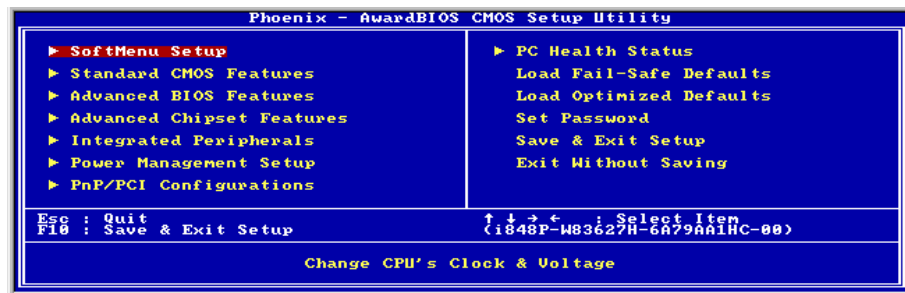 Phoenix - AwardBIOS CMOS Setup Utility
► SoftMenu Setup
► Standard CMOS Features
► Advanced BIOS Features
► Advanced Chipset Features
► Integrated Peripherals
► Power Management Setup
► PnP/PCI Configurations
► PC Health Status
Load Fail-Safe Defaults
Load Optimized Defaults
Set Password
Save & Exit Setup
Exit Without Saving
Esc : Quit
F10 : Save & Exit Setup
↑ ↓ → ← : Select Item
(i848P-W83627H-6A79AA1HC-00)
Change CPU's Clock & Voltage